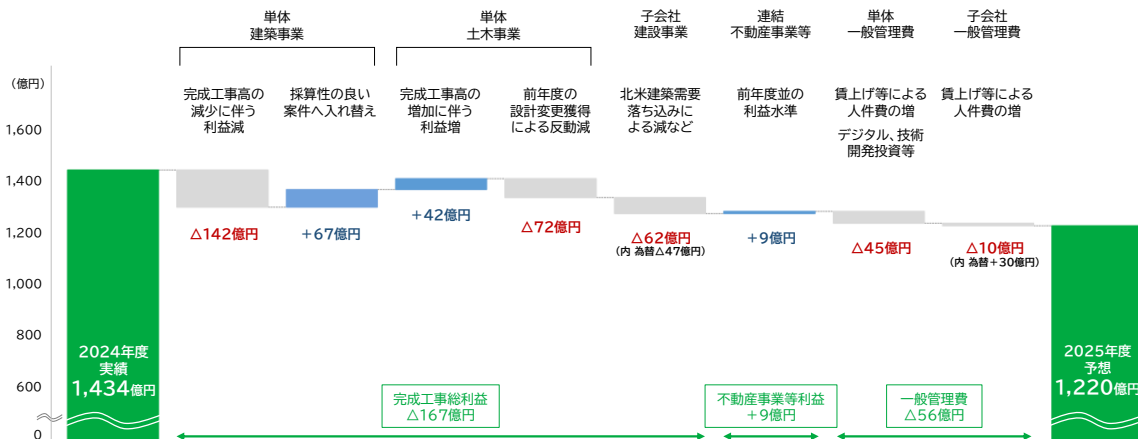 単体
建築事業
単体
土木事業
子会社
建設事業
連結
不動産事業等
単体
一般管理費
子会社
一般管理費
(億円)
完成工事高の
減少に伴う
利益減
採算性の良い
案件へ入れ替え
完成工事高の
増加に伴う
利益増
前年度の
設計変更獲得
による反動減
北米建築需要
落ち込みに
よる減など
前年度並の
利益水準
賃上げ等による
人件費の増
デジタル、技術
開発投資等
賃上げ等による
人件費の増
1,600
1,400
1,200
1,000
800
600
0
△142億円
+67億円
+42億円
△72億円
△62億円
(内 為替△47億円)
+9億円
△45億円
△10億円
(内 為替+30億円)
2024年度
実績
1,434億円
2025年度
予想
1,220億円
完成工事総利益
△167億円
不動産事業等利益
+9億円
一般管理費
△56億円